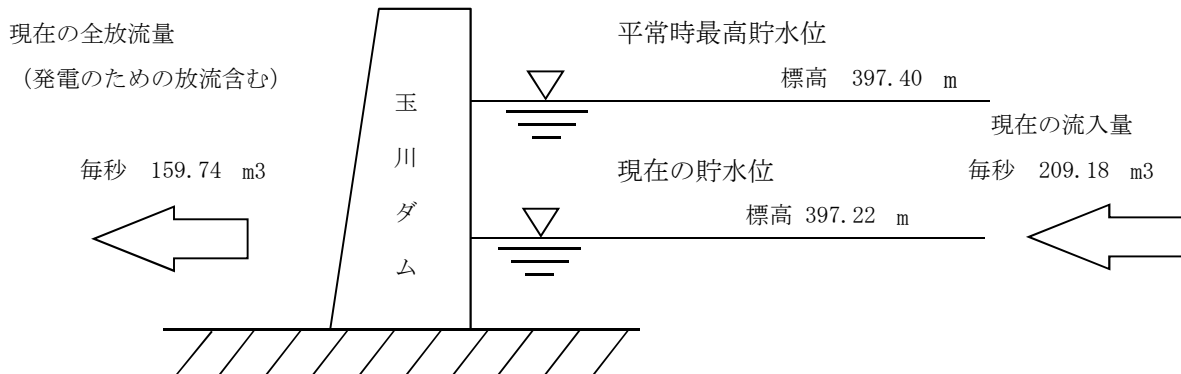 現在の全放流量
（発電のための放流含む）
毎秒 159.74 m3
玉川ダム
平常時最高貯水位
標高 397.40 m
現在の貯水位
標高 397.22 m
現在の流入量
毎秒 209.18 m3